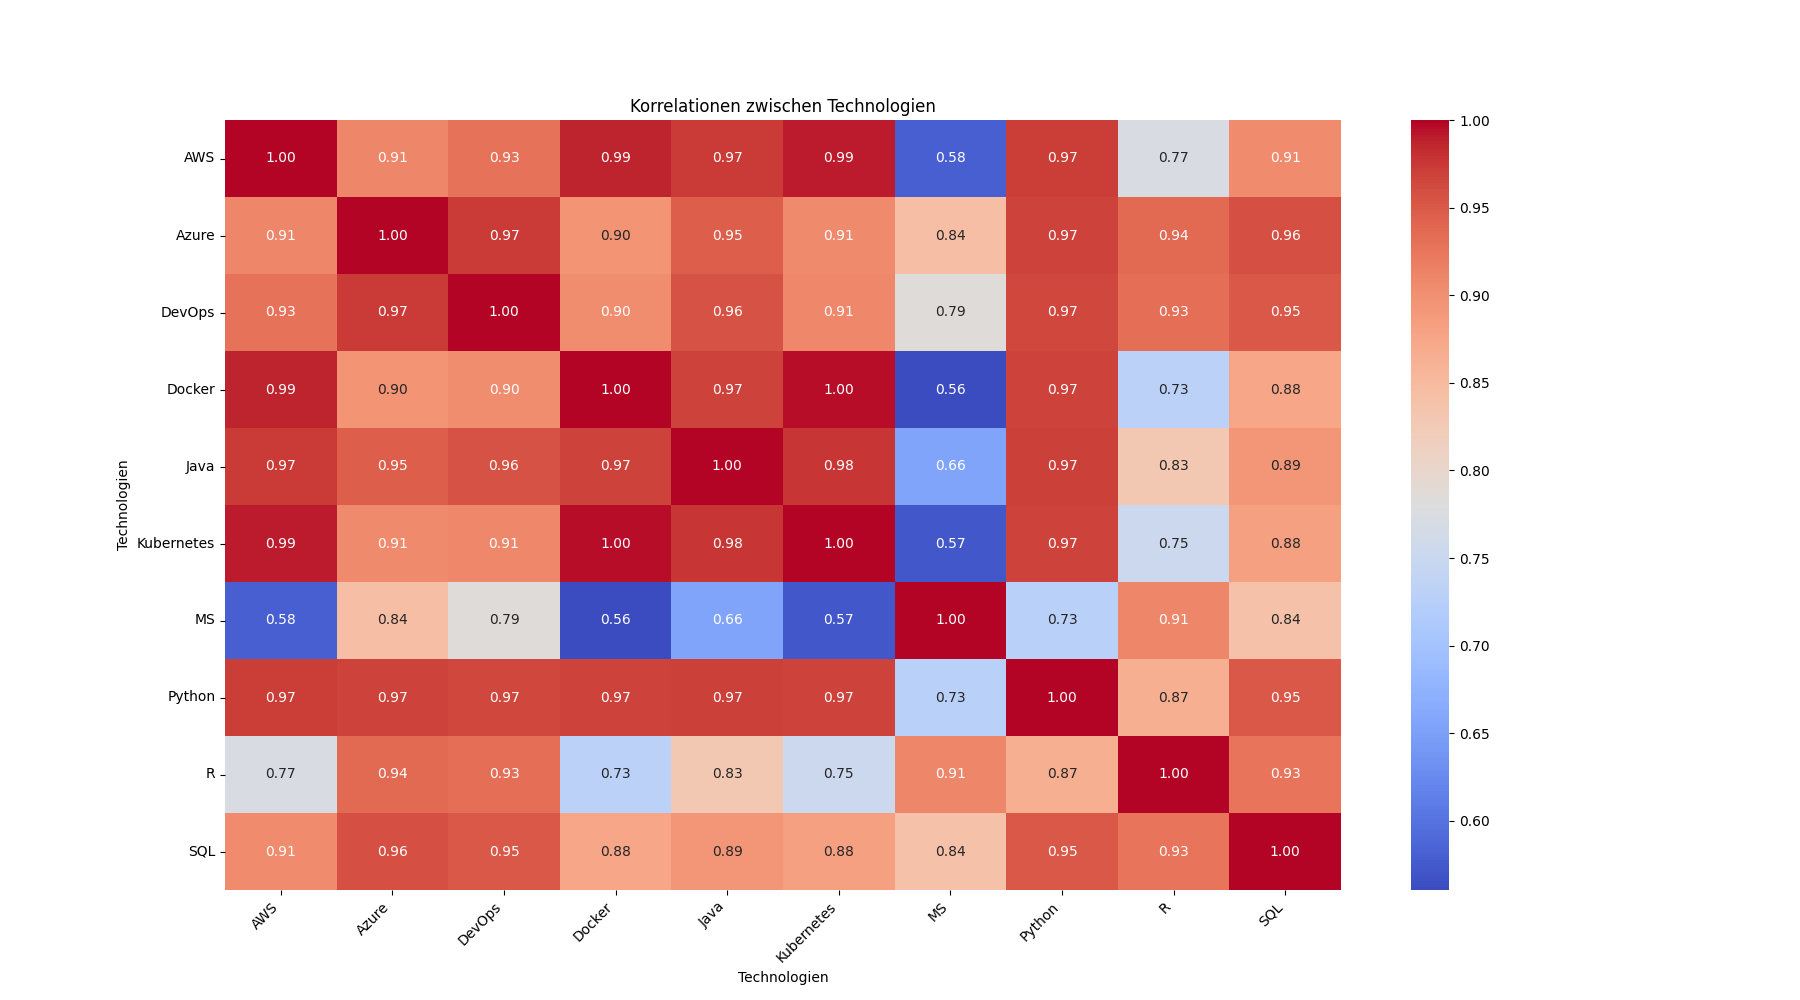 Korrelationen zwischen Technologien
AWS 1.00 0.91 0.93 0.99 0.97 0.99 0.58 0.97 0.77 0.91
Azure 0.91 1.00 0.97 0.90 0.95 0.91 0.84 0.97 0.94 0.96
DevOps 0.93 0.97 1.00 0.90 0.96 0.91 0.79 0.97 0.93 0.95
Docker 0.99 0.90 0.90 1.00 0.97 1.00 0.56 0.97 0.73 0.88
Java 0.97 0.95 0.96 0.97 1.00 0.98 0.66 0.97 0.83 0.89
Kubernetes 0.99 0.91 0.91 1.00 0.98 1.00 0.57 0.97 0.75 0.88
MS 0.58 0.84 0.79 0.56 0.66 0.57 1.00 0.73 0.91 0.84
Python 0.97 0.97 0.97 0.97 0.97 0.97 0.73 1.00 0.87 0.95
R 0.77 0.94 0.93 0.73 0.83 0.75 0.91 0.87 1.00 0.93
SQL 0.91 0.96 0.95 0.88 0.89 0.88 0.84 0.95 0.93 1.00
Technologien
AWS Azure DevOps Docker Java Kubernetes MS Python R SQL
Technologien
1.00
0.95
0.90
0.85
0.80
0.75
0.70
0.65
0.60